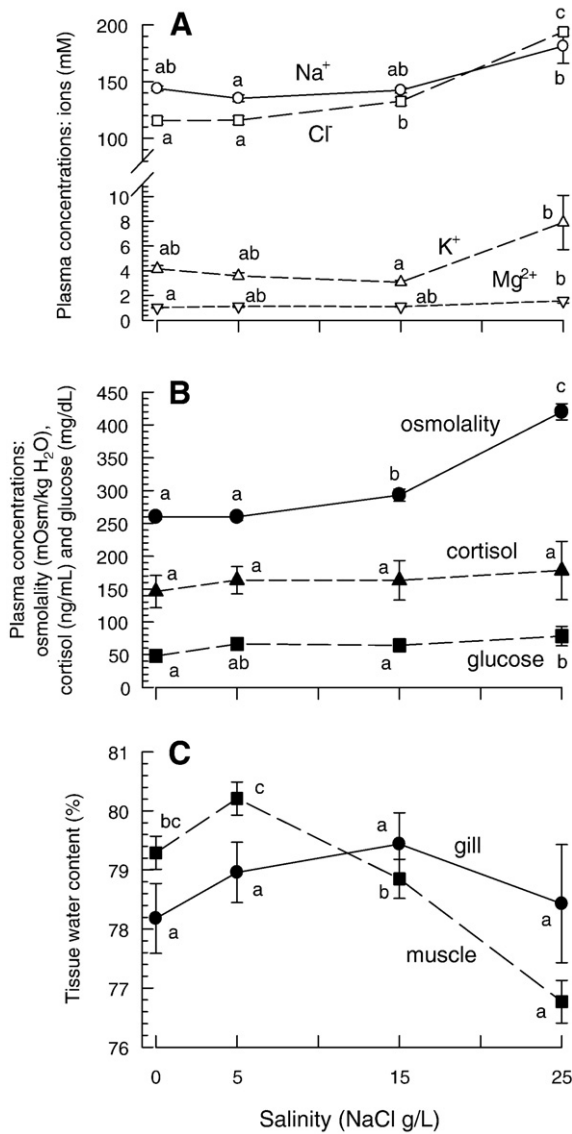 A
Plasma concentrations: ions (mM)
200
150
100
10
8
6
4
2
0
ab
a
ab
c
Na⁺
a
a
Cl⁻
b
b
ab
ab
a
K⁺
b
a
ab
ab
Mg²⁺
b
B
Plasma concentrations:
osmolality (mOsm/kg H₂O),
cortisol (ng/mL) and glucose (mg/dL)
450
400
350
300
250
200
150
100
50
0
c
osmolality
a
a
b
cortisol
a
a
a
a
a
ab
a
glucose
b
C
Tissue water content (%)
81
80
79
78
77
76
bc
c
a
gill
a
a
b
a
muscle
a
0
5
15
25
Salinity (NaCl g/L)